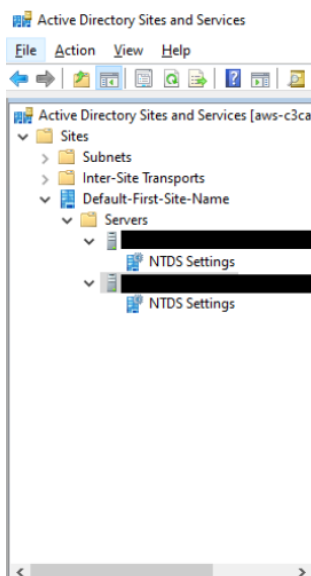 Active Directory Sites and Services
File Action View Help
Active Directory Sites and Services [aws-c3ca
Sites
Subnets
Inter-Site Transports
Default-First-Site-Name
Servers
NTDS Settings
NTDS Settings